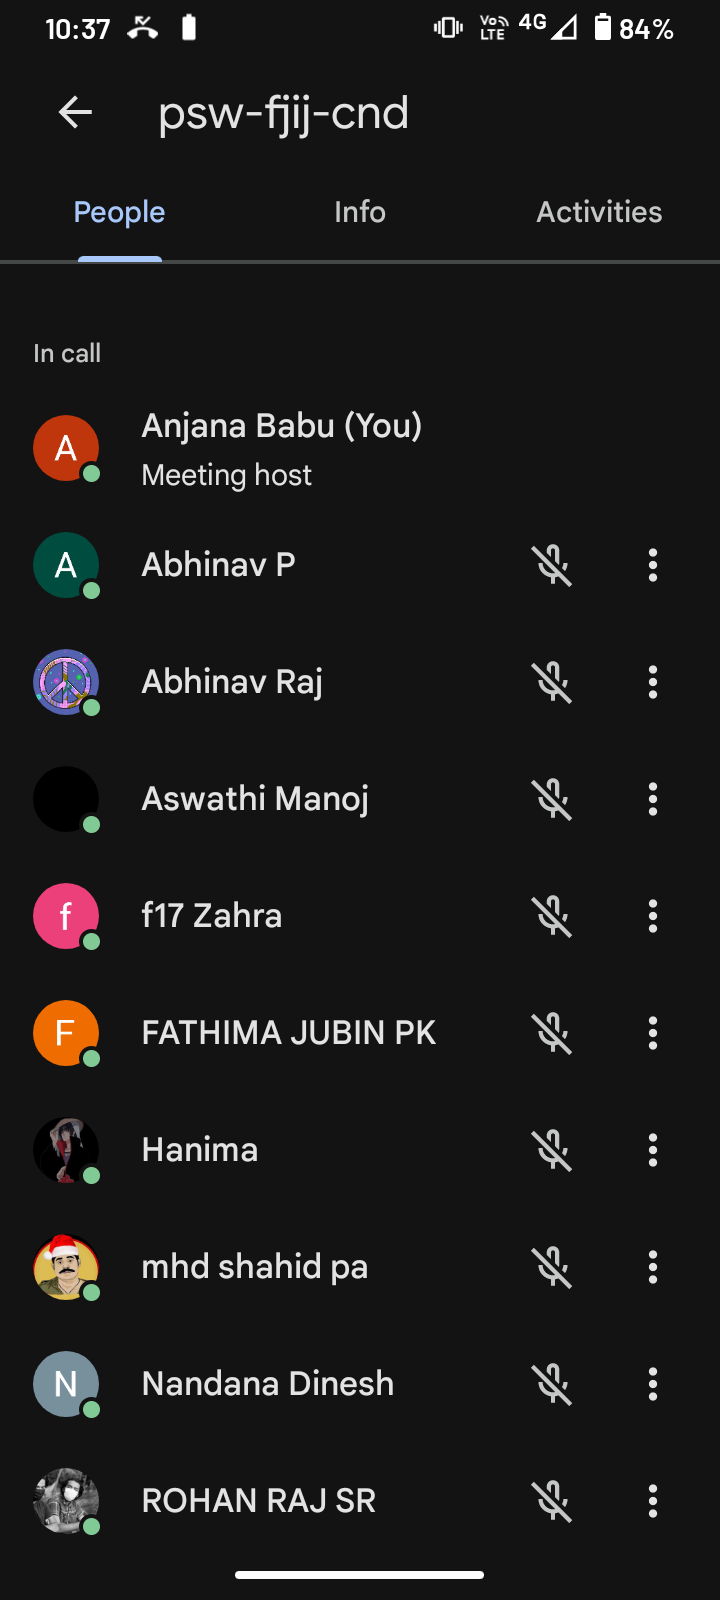 10:37 Vo LTE 4G 84%
psw-fjij-cnd
People Info Activities
In call
A Anjana Babu (You)
Meeting host
A Abhinav P
Abhinav Raj
Aswathi Manoj
f f17 Zahra
F FATHIMA JUBIN PK
Hanima
mhd shahid pa
N Nandana Dinesh
ROHAN RAJ SR